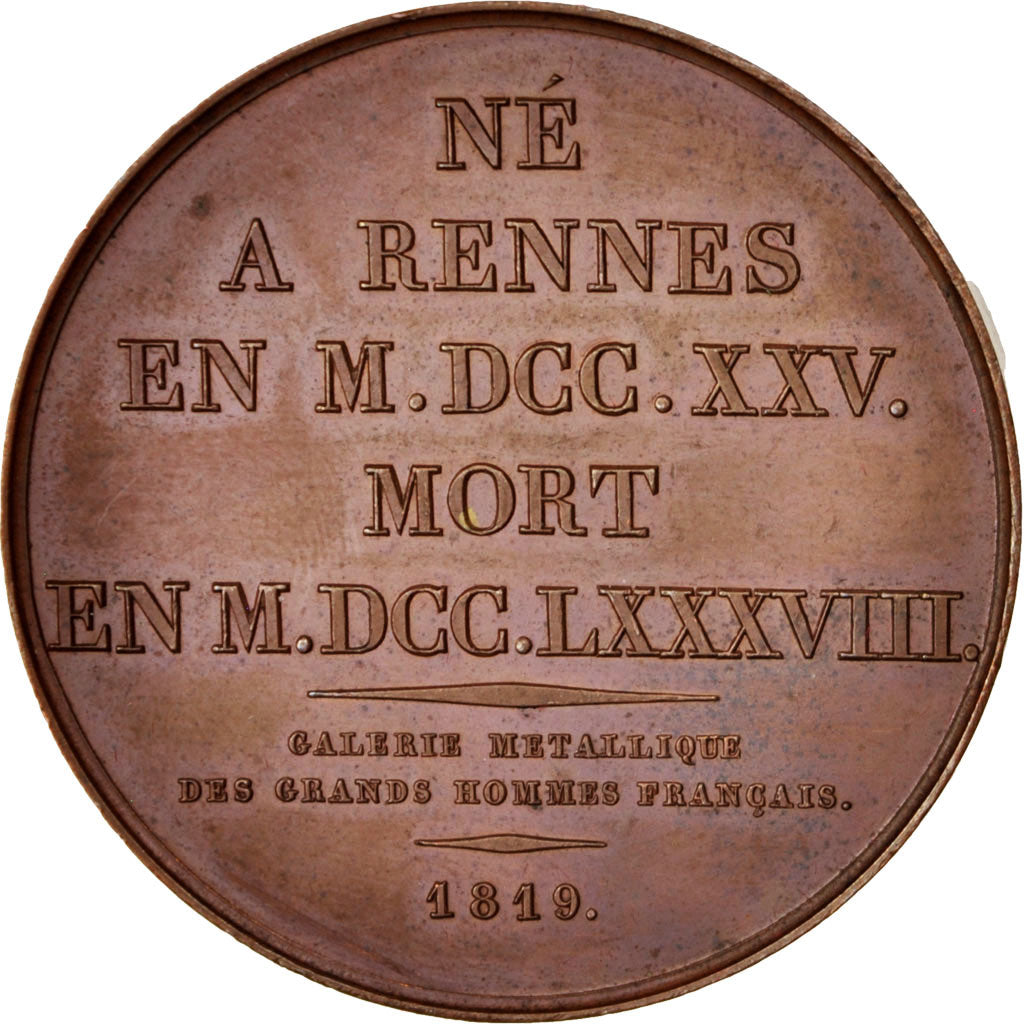 NÉ
A RENNES
EN M.DCC.XXV.
MORT
EN M.DCC.LXXXVIII.
GALERIE METALLIQUE
DES GRANDS HOMMES FRANÇAIS.
1819.